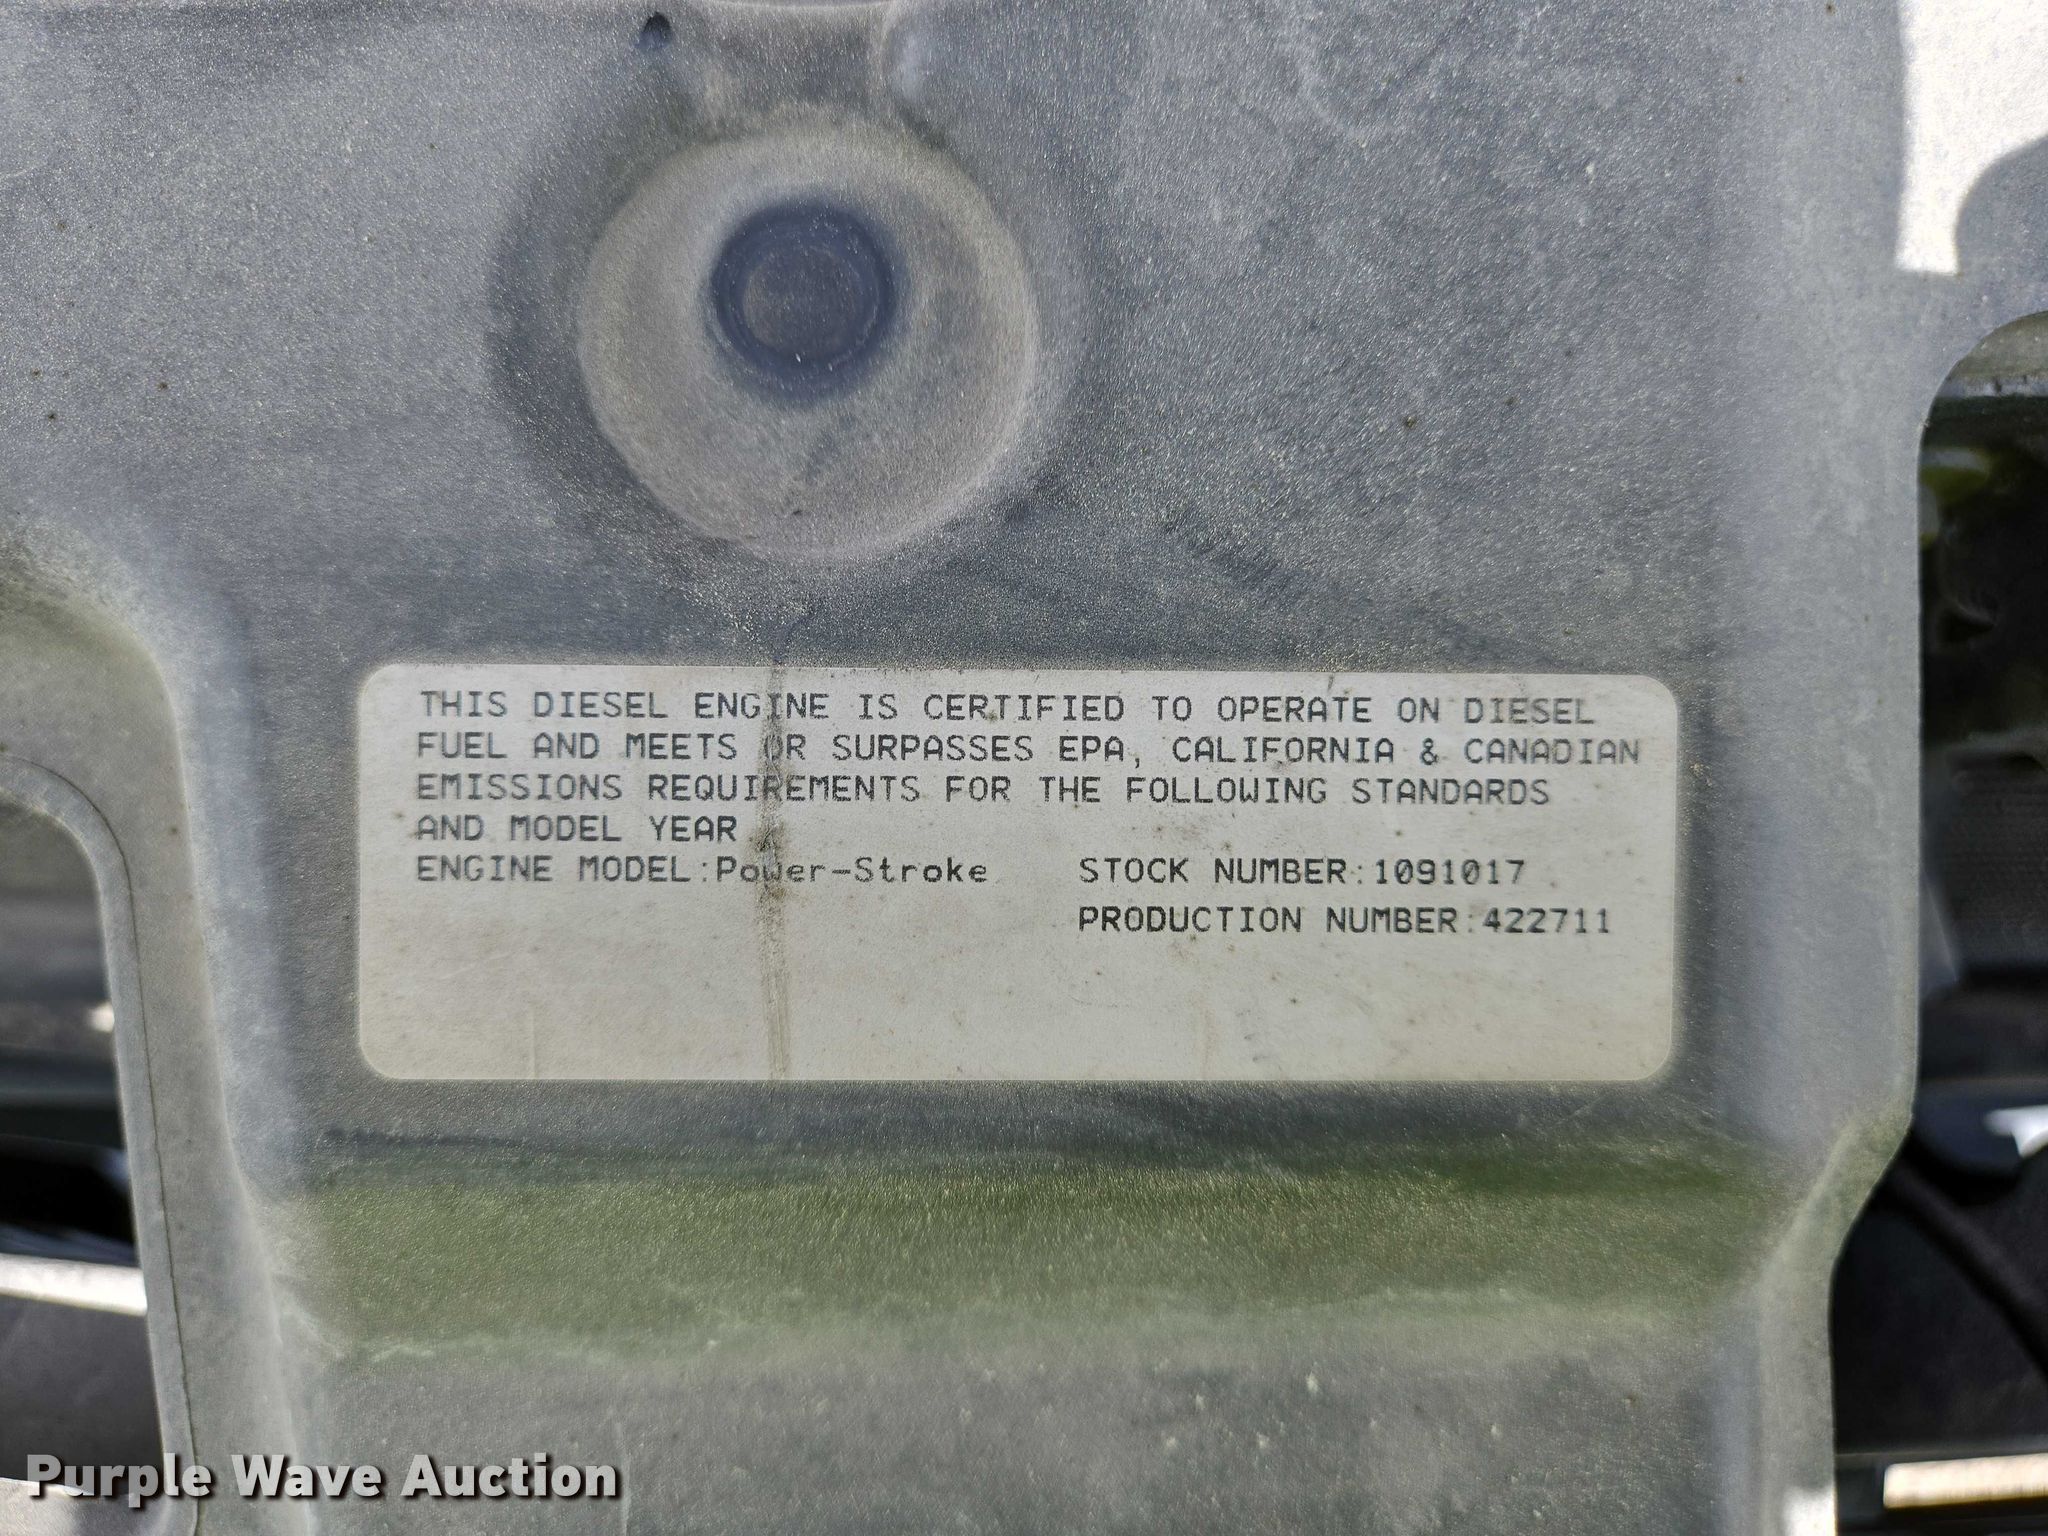 THIS DIESEL ENGINE IS CERTIFIED TO OPERATE ON DIESEL
FUEL AND MEETS OR SURPASSES EPA, CALIFORNIA & CANADIAN
EMISSIONS REQUIREMENTS FOR THE FOLLOWING STANDARDS
AND MODEL YEAR
ENGINE MODEL:Power-Stroke STOCK NUMBER:1091017
PRODUCTION NUMBER:422711
Purple Wave Auction